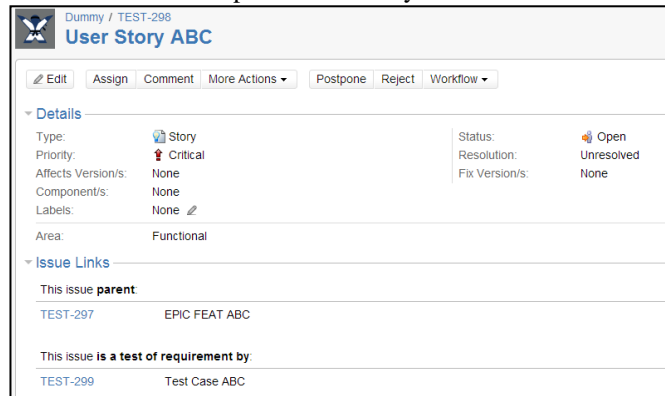 Dummy / TEST-298
User Story ABC
Edit Assign Comment More Actions Postpone Reject Workflow
Details
Type: Story Status: Open
Priority: Critical Resolution: Unresolved
Affects Version/s: None Fix Version/s: None
Component/s: None
Labels: None
Area: Functional
Issue Links
This issue parent:
TEST-297 EPIC FEAT ABC
This issue is a test of requirement by:
TEST-299 Test Case ABC